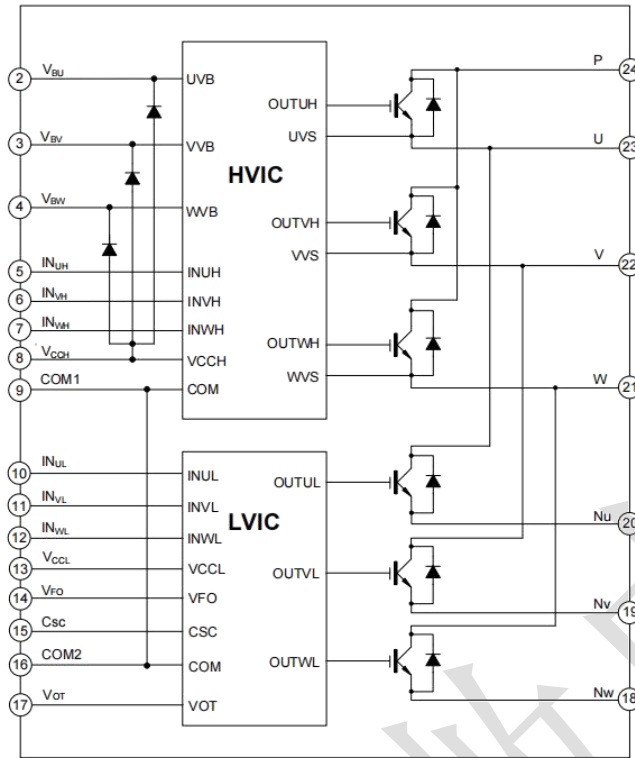 2 VBU UVB OUTUH P 24
UVS U 23
3 VBV VVB HVIC
4 VBW WVB OUTVH
VVS V 22
5 INUH INUH
6 INVH INVH
7 INWH INWH OUTWH
8 VCCH VCCH WVS W 21
9 COM1 COM
10 INUL INUL OUTUL
11 INVL INVL LVIC Nu 20
12 INWL INWL
13 VCCL VCCL OUTVL
14 VFO VFO Nv 19
15 Csc CSC
16 COM2 COM OUTWL
17 VOT VOT Nw 18